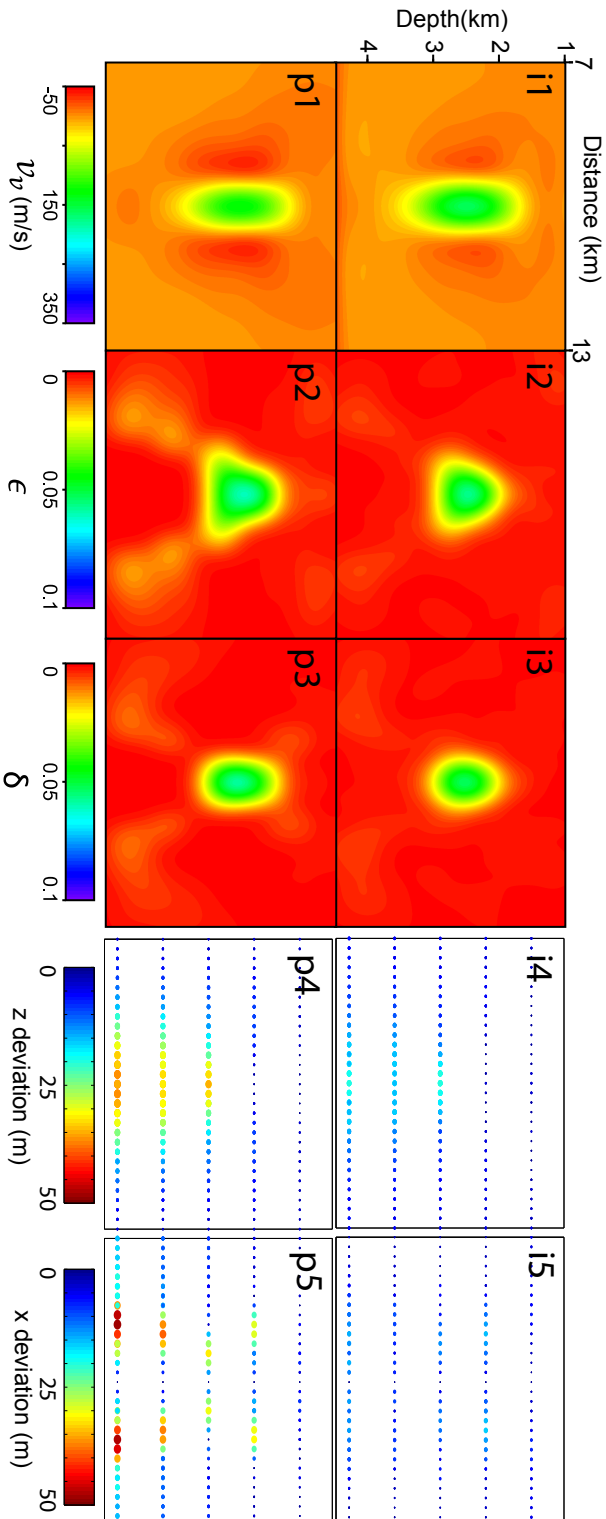 Distance (km)
7
13
Depth(km)
1
2
3
4
i1
i2
i3
i4
i5
p1
p2
p3
p4
p5
-50
150
350
𝑣ᵥ (m/s)
0
0.05
0.1
ϵ
0
0.05
0.1
δ
0
25
50
z deviation (m)
0
25
50
x deviation (m)